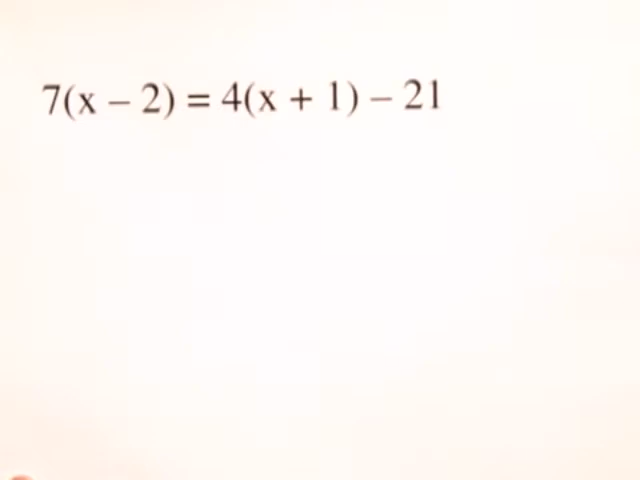 7(x – 2) = 4(x + 1) – 21